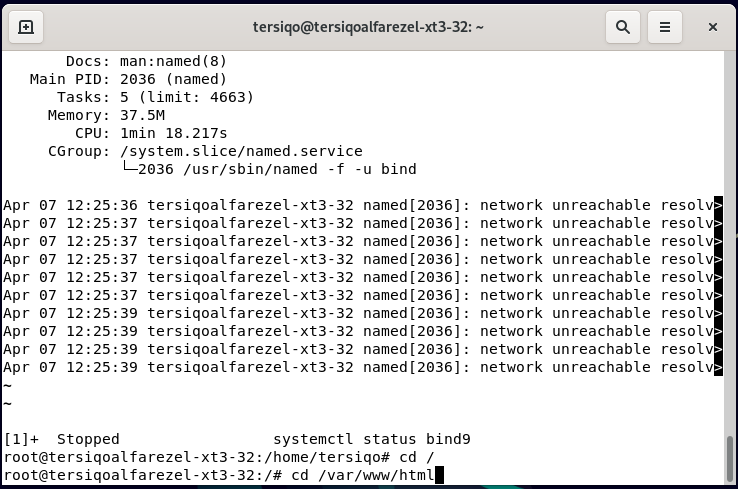 tersiqo@tersiqoalfarezel-xt3-32: ~
Docs: man:named(8)
Main PID: 2036 (named)
Tasks: 5 (limit: 4663)
Memory: 37.5M
CPU: 1min 18.217s
CGroup: /system.slice/named.service
└─2036 /usr/sbin/named -f -u bind
Apr 07 12:25:36 tersiqoalfarezel-xt3-32 named[2036]: network unreachable resolv>
Apr 07 12:25:37 tersiqoalfarezel-xt3-32 named[2036]: network unreachable resolv>
Apr 07 12:25:37 tersiqoalfarezel-xt3-32 named[2036]: network unreachable resolv>
Apr 07 12:25:37 tersiqoalfarezel-xt3-32 named[2036]: network unreachable resolv>
Apr 07 12:25:37 tersiqoalfarezel-xt3-32 named[2036]: network unreachable resolv>
Apr 07 12:25:37 tersiqoalfarezel-xt3-32 named[2036]: network unreachable resolv>
Apr 07 12:25:39 tersiqoalfarezel-xt3-32 named[2036]: network unreachable resolv>
Apr 07 12:25:39 tersiqoalfarezel-xt3-32 named[2036]: network unreachable resolv>
Apr 07 12:25:39 tersiqoalfarezel-xt3-32 named[2036]: network unreachable resolv>
Apr 07 12:25:39 tersiqoalfarezel-xt3-32 named[2036]: network unreachable resolv>
~
~
[1]+  Stopped                 systemctl status bind9
root@tersiqoalfarezel-xt3-32:/home/tersiqo# cd /
root@tersiqoalfarezel-xt3-32:/# cd /var/www/html